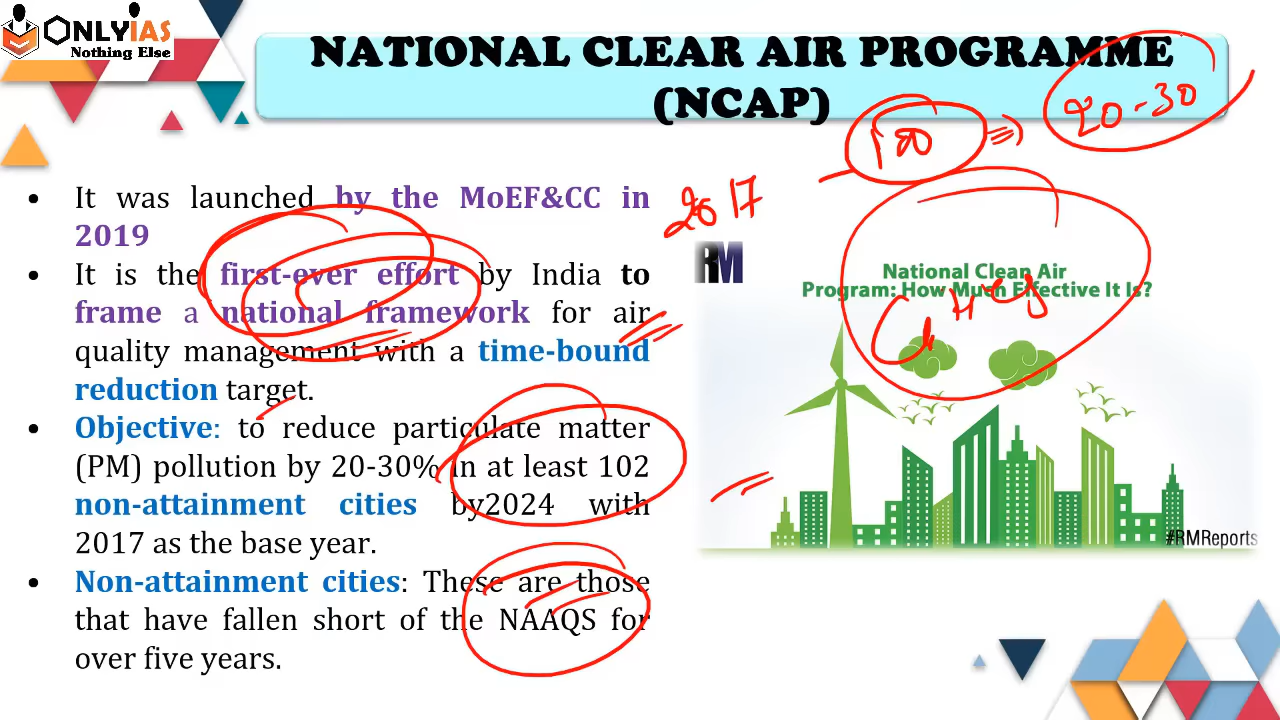 ONLYIAS
Nothing Else
NATIONAL CLEAR AIR PROGRAMME
(NCAP)
20-30
100
2017
• It was launched by the MoEF&CC in
2019
• It is the first-ever effort by India to
frame a national framework for air
quality management with a time-bound
reduction target.
• Objective: to reduce particulate matter
(PM) pollution by 20-30% in at least 102
non-attainment cities by2024 with
2017 as the base year.
• Non-attainment cities: These are those
that have fallen short of the NAAQS for
over five years.
RM
National Clean Air
Program: How Much Effective It Is?
#RMReports